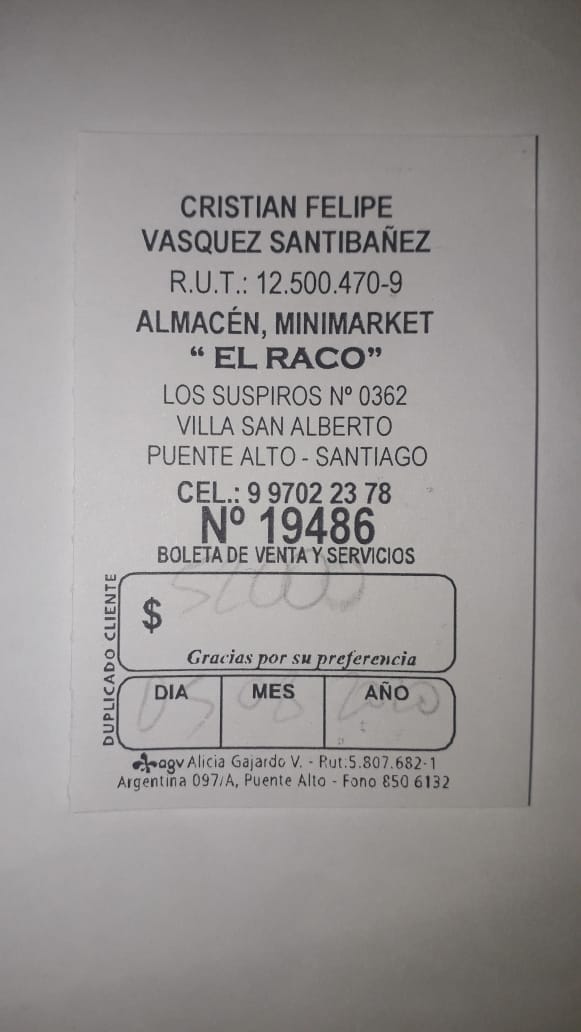 CRISTIAN FELIPE
VASQUEZ SANTIBAÑEZ
R.U.T.: 12.500.470-9
ALMACÉN, MINIMARKET
“ EL RACO”
LOS SUSPIROS Nº 0362
VILLA SAN ALBERTO
PUENTE ALTO - SANTIAGO
CEL.: 9 9702 23 78
Nº 19486
BOLETA DE VENTA Y SERVICIOS
DUPLICADO CLIENTE
$
Gracias por su preferencia
DIA MES AÑO
05 08 2020
agv Alicia Gajardo V. - Rut:5.807.682-1
Argentina 097/A, Puente Alto - Fono 850 6132